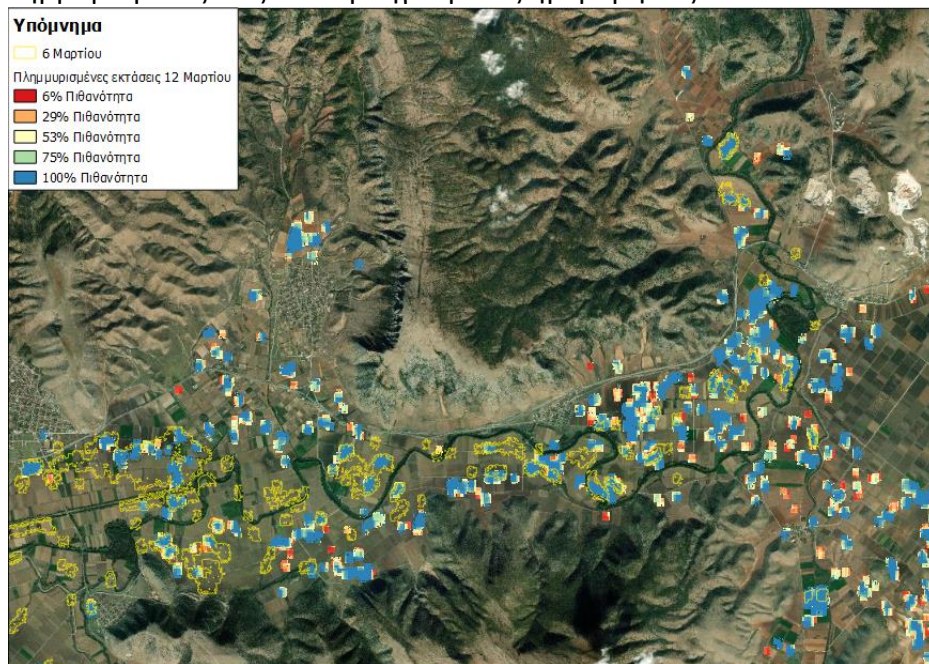 Υπόμνημα
6 Μαρτίου
Πλημμυρισμένες εκτάσεις 12 Μαρτίου
6% Πιθανότητα
29% Πιθανότητα
53% Πιθανότητα
75% Πιθανότητα
100% Πιθανότητα